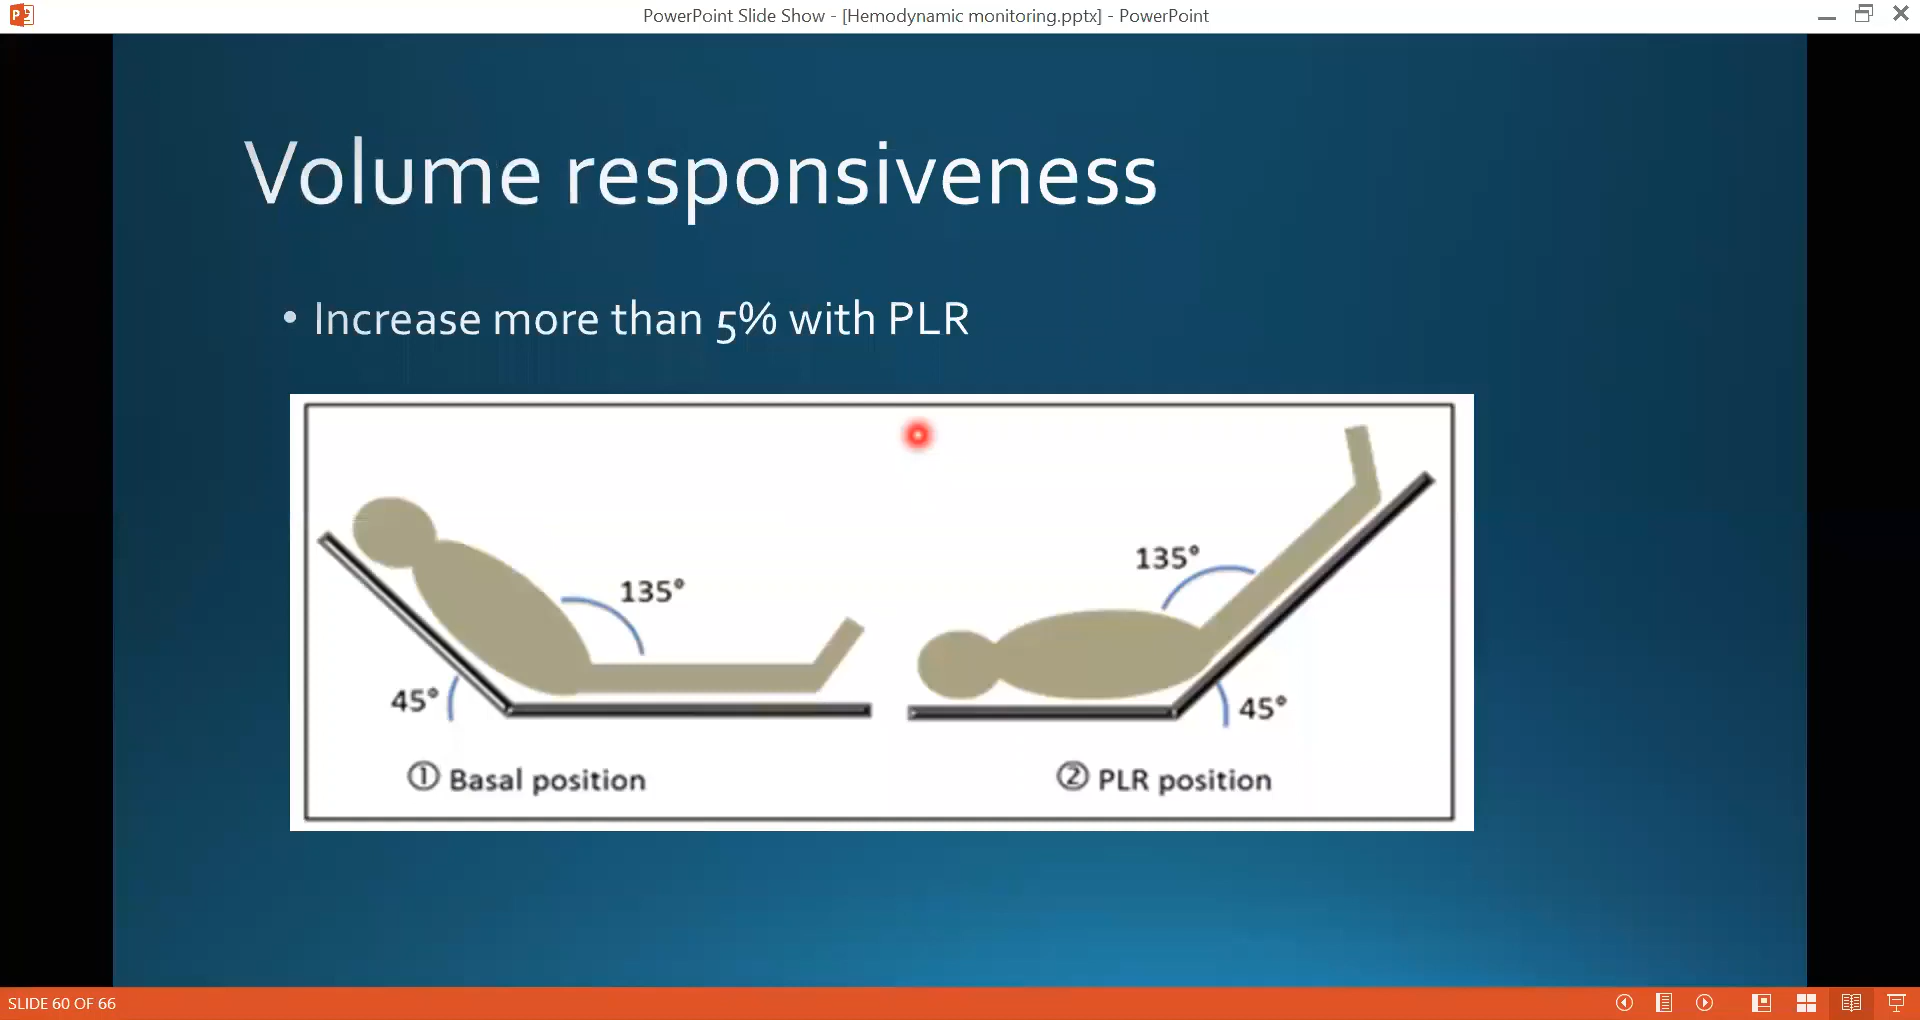 PowerPoint Slide Show - [Hemodynamic monitoring.pptx] - PowerPoint
Volume responsiveness
• Increase more than 5% with PLR
135°
45°
① Basal position
135°
45°
② PLR position
SLIDE 60 OF 66